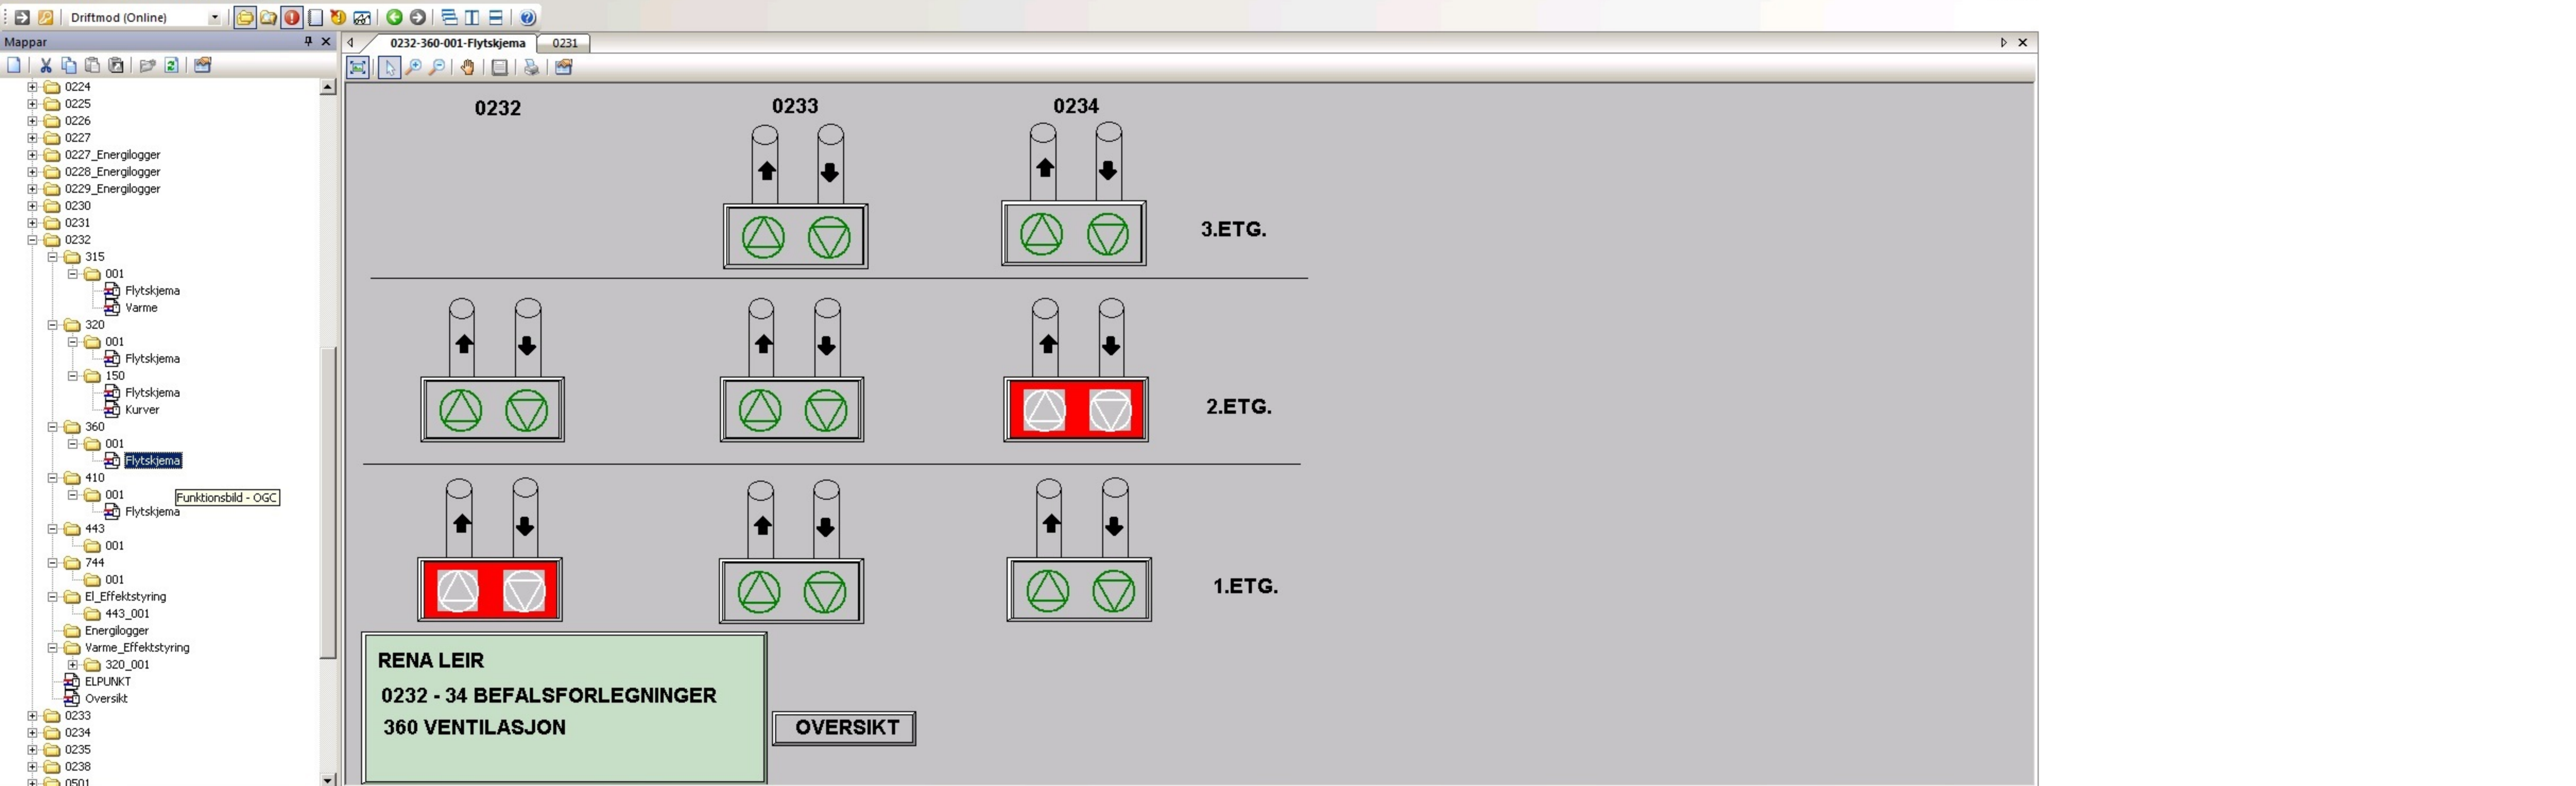 Driftmod (Online)
Mappar
0232-360-001-Flytskjema
0231
0224
0225
0226
0227
0227_Energilogger
0228_Energilogger
0229_Energilogger
0230
0231
0232
315
001
Flytskjema
Varme
320
001
Flytskjema
150
Flytskjema
Kurver
360
001
Flytskjema
410
001
Funktionsbild - OGC
Flytskjema
443
001
744
001
El_Effektstyring
443_001
Energilogger
Varme_Effektstyring
320_001
ELPUNKT
Oversikt
0233
0234
0235
0238
0501
0232
0233
0234
3.ETG.
2.ETG.
1.ETG.
RENA LEIR
0232 - 34 BEFALSFORLEGNINGER
360 VENTILASJON
OVERSIKT